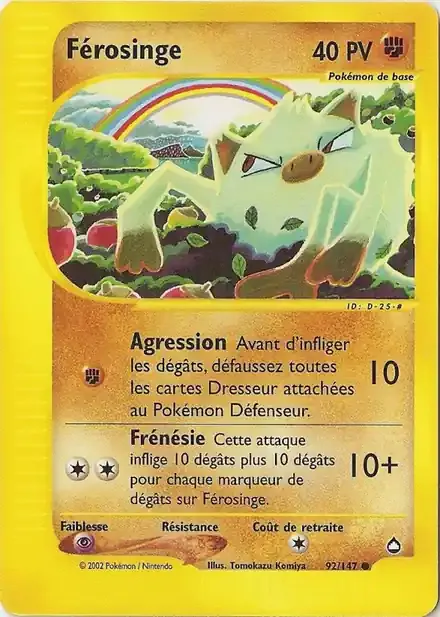 Férosinge 40 PV
Pokémon de base
ID: D-25-#
Agression Avant d'infliger
les dégâts, défaussez toutes
les cartes Dresseur attachées
au Pokémon Défenseur.
10
Frénésie Cette attaque
inflige 10 dégâts plus 10 dégâts
pour chaque marqueur de
dégâts sur Férosinge.
10+
Faiblesse Résistance Coût de retraite
© 2002 Pokémon / Nintendo Illus. Tomokazu Komiya 92/147